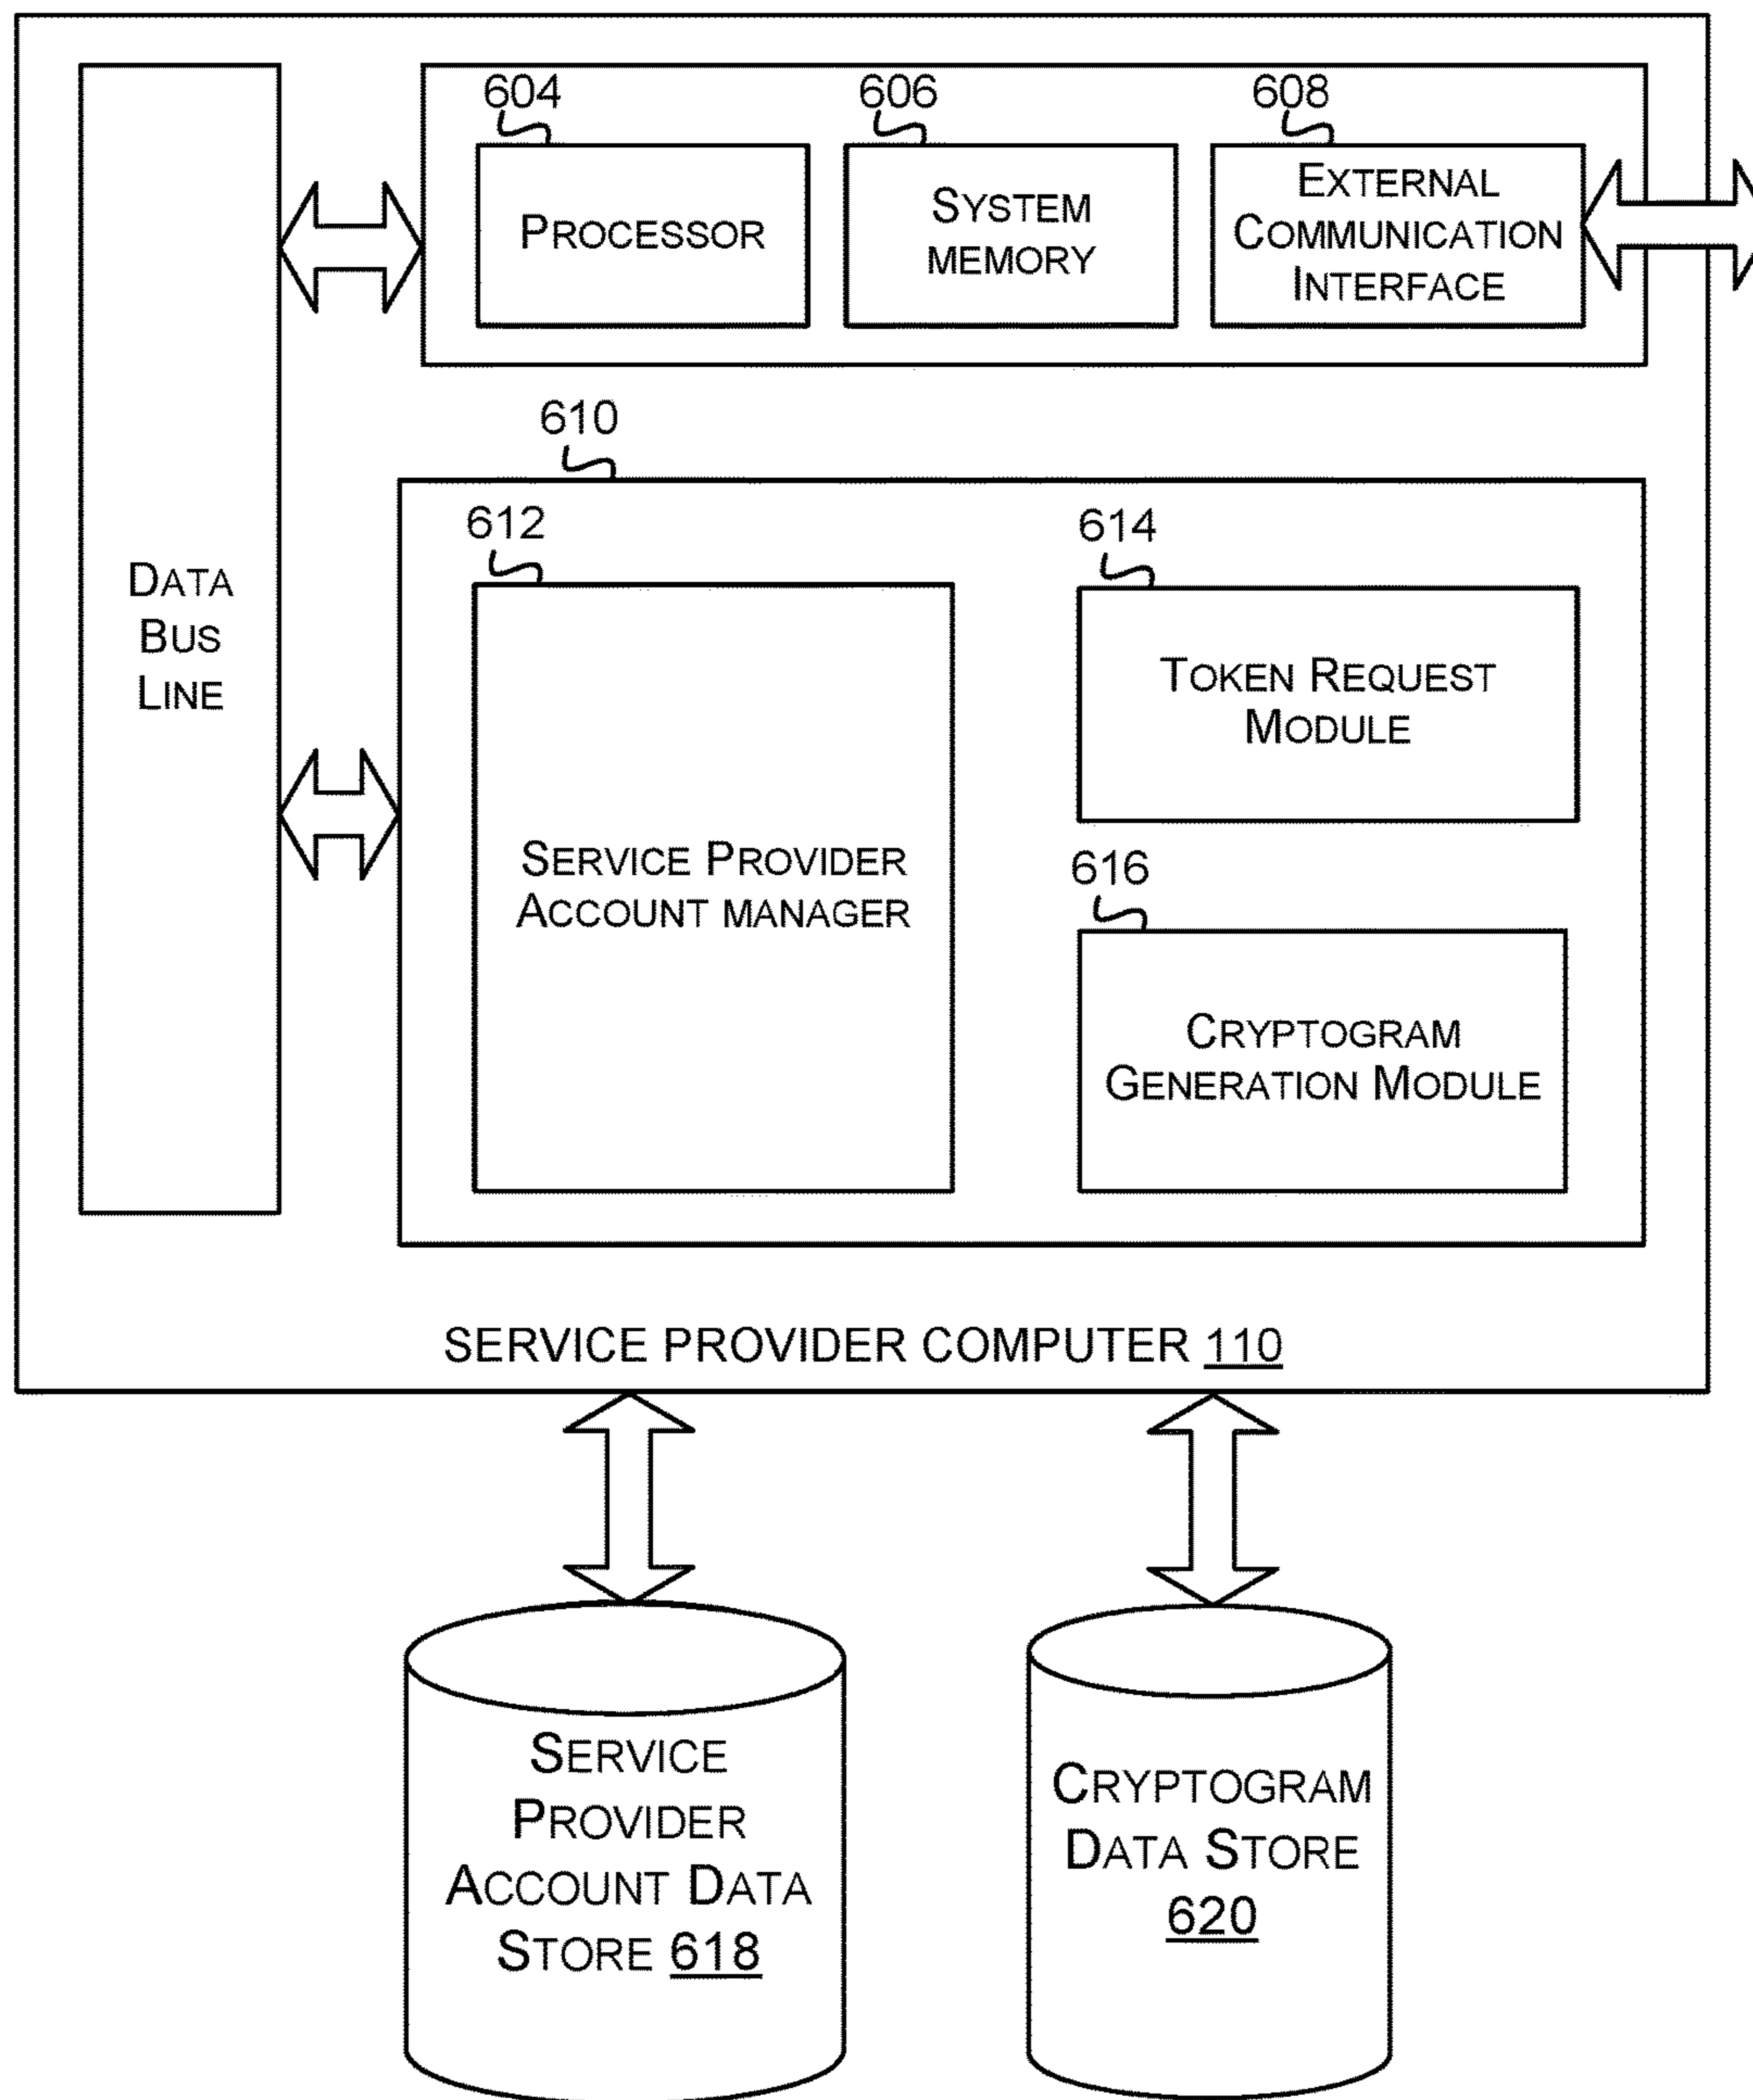 604
606
608
PROCESSOR
SYSTEM
MEMORY
EXTERNAL
COMMUNICATION
INTERFACE
610
DATA
BUS
LINE
612
614
SERVICE PROVIDER
ACCOUNT MANAGER
TOKEN REQUEST
MODULE
616
CRYPTOGRAM
GENERATION MODULE
SERVICE PROVIDER COMPUTER 110
SERVICE
PROVIDER
ACCOUNT DATA
STORE 618
CRYPTOGRAM
DATA STORE
620